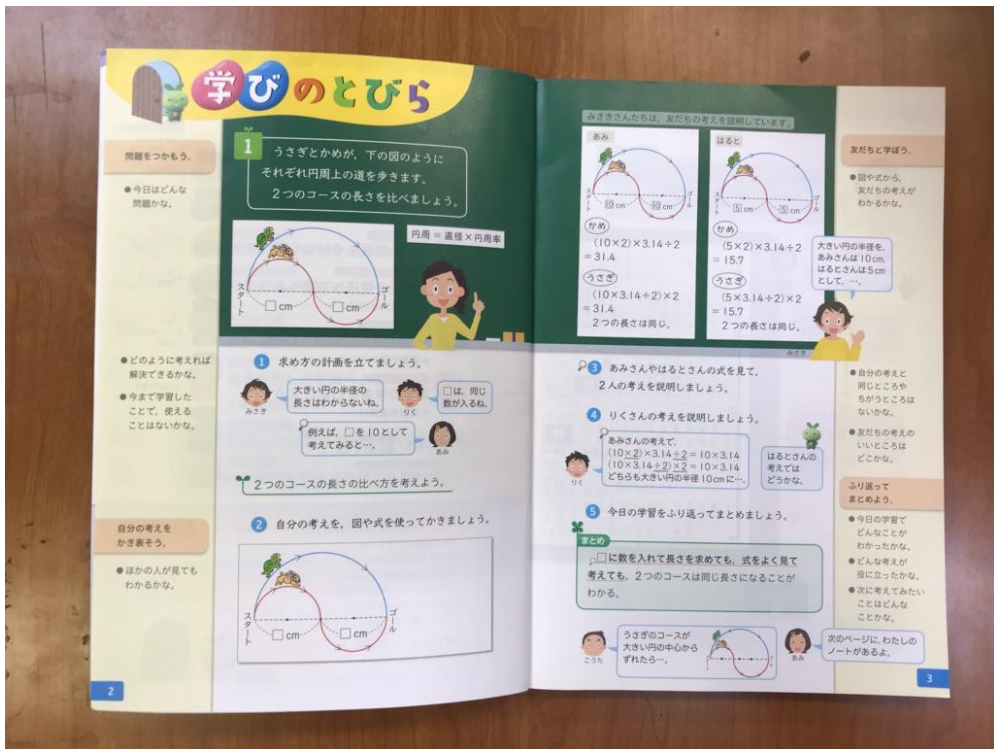 学びのとびら
問題をつかもう。
●今日はどんな
問題かな。
1
うさぎとかめが，下の図のように
それぞれ円周上の道を歩きます。
2つのコースの長さを比べましょう。
円周＝直径×円周率
スタート
□cm
□cm
ゴール
●どのように考えれば
解決できるかな。
●今まで学習した
ことで，使える
ことはないかな。
1 求め方の計画を立てましょう。
大きい円の半径の
長さはわからないね。
みさき
□は，同じ
数が入るね。
りく
例えば，□を10として
考えてみると…。
あみ
2つのコースの長さの比べ方を考えよう。
自分の考えを
かき表そう。
●ほかの人が見ても
わかるかな。
2 自分の考えを，図や式を使ってかきましょう。
スタート
□cm
□cm
ゴール
2
みさきさんたちは，友だちの考えを説明しています。
あみ
スタート
10cm
10cm
ゴール
かめ
(10×2)×3.14÷2
=31.4
うさぎ
(10×3.14÷2)×2
=31.4
2つの長さは同じ。
はると
スタート
5cm
5cm
ゴール
かめ
(5×2)×3.14÷2
=15.7
うさぎ
(5×3.14÷2)×2
=15.7
2つの長さは同じ。
友だちと学ぼう。
●図や式から，
友だちの考えが
わかるかな。
大きい円の半径を，
あみさんは10cm，
はるとさんは5cm
として，…。
みさき
3 あみさんやはるとさんの式を見て，
2人の考えを説明しましょう。
●自分の考えと
同じところや
ちがうところは
ないかな。
●友だちの考えの
いいところは
どこかな。
4 りくさんの考えを説明しましょう。
あみさんの考えで，
(10×2)×3.14÷2=10×3.14
(10×3.14÷2)×2=10×3.14
どちらも大きい円の半径10cmに…。
りく
はるとさんの
考えでは
どうかな。
ふり返って
まとめよう。
●今日の学習で
どんなことが
わかったかな。
●どんな考えが
役に立ったかな。
●次に考えてみたい
ことはどんな
ことかな。
5 今日の学習をふり返ってまとめましょう。
まとめ
□に数を入れて長さを求めても，式をよく見て
考えても，2つのコースは同じ長さになることが
わかる。
うさぎのコースが
大きい円の中心から
ずれたら…。
こうた
スタート
ゴール
あみ
次のページに，わたしの
ノートがあるよ。
3